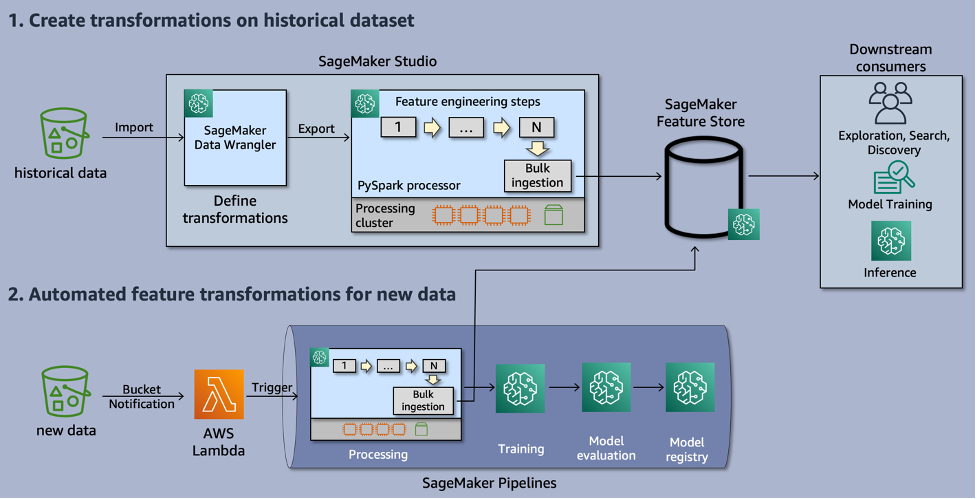 1. Create transformations on historical dataset
SageMaker Studio
Downstream
consumers
SageMaker
Data Wrangler
Feature engineering steps
1
...
N
SageMaker
Feature Store
Import
Export
Exploration, Search,
Discovery
historical data
Bulk
ingestion
PySpark processor
Define
transformations
Processing
cluster
Model Training
Inference
2. Automated feature transformations for new data
1
...
N
Bucket
Notification
Trigger
Bulk
ingestion
new data
AWS
Lambda
Processing
Training
Model
evaluation
Model
registry
SageMaker Pipelines